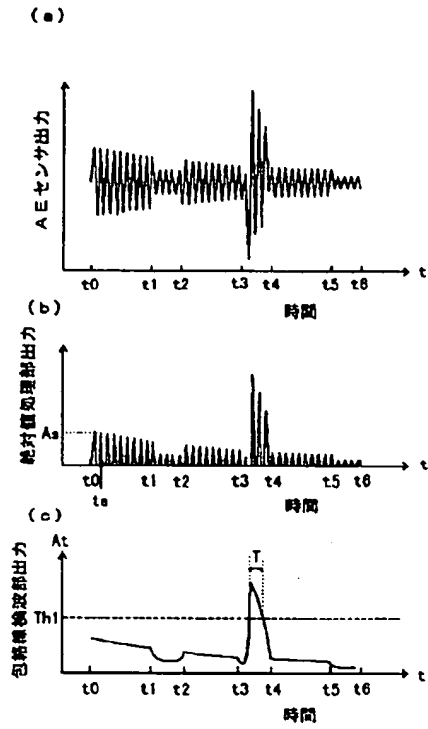 (a)
AEセンサ出力
t0 t1 t2 t3 t4 t5 t6 t
時間
(b)
絶対値処理部出力
As
t0 t1 t2 t3 t4 t5 t6 t
ts
時間
(c)
包絡線検波部出力
At
T
Th1
t0 t1 t2 t3 t4 t5 t6 t
時間